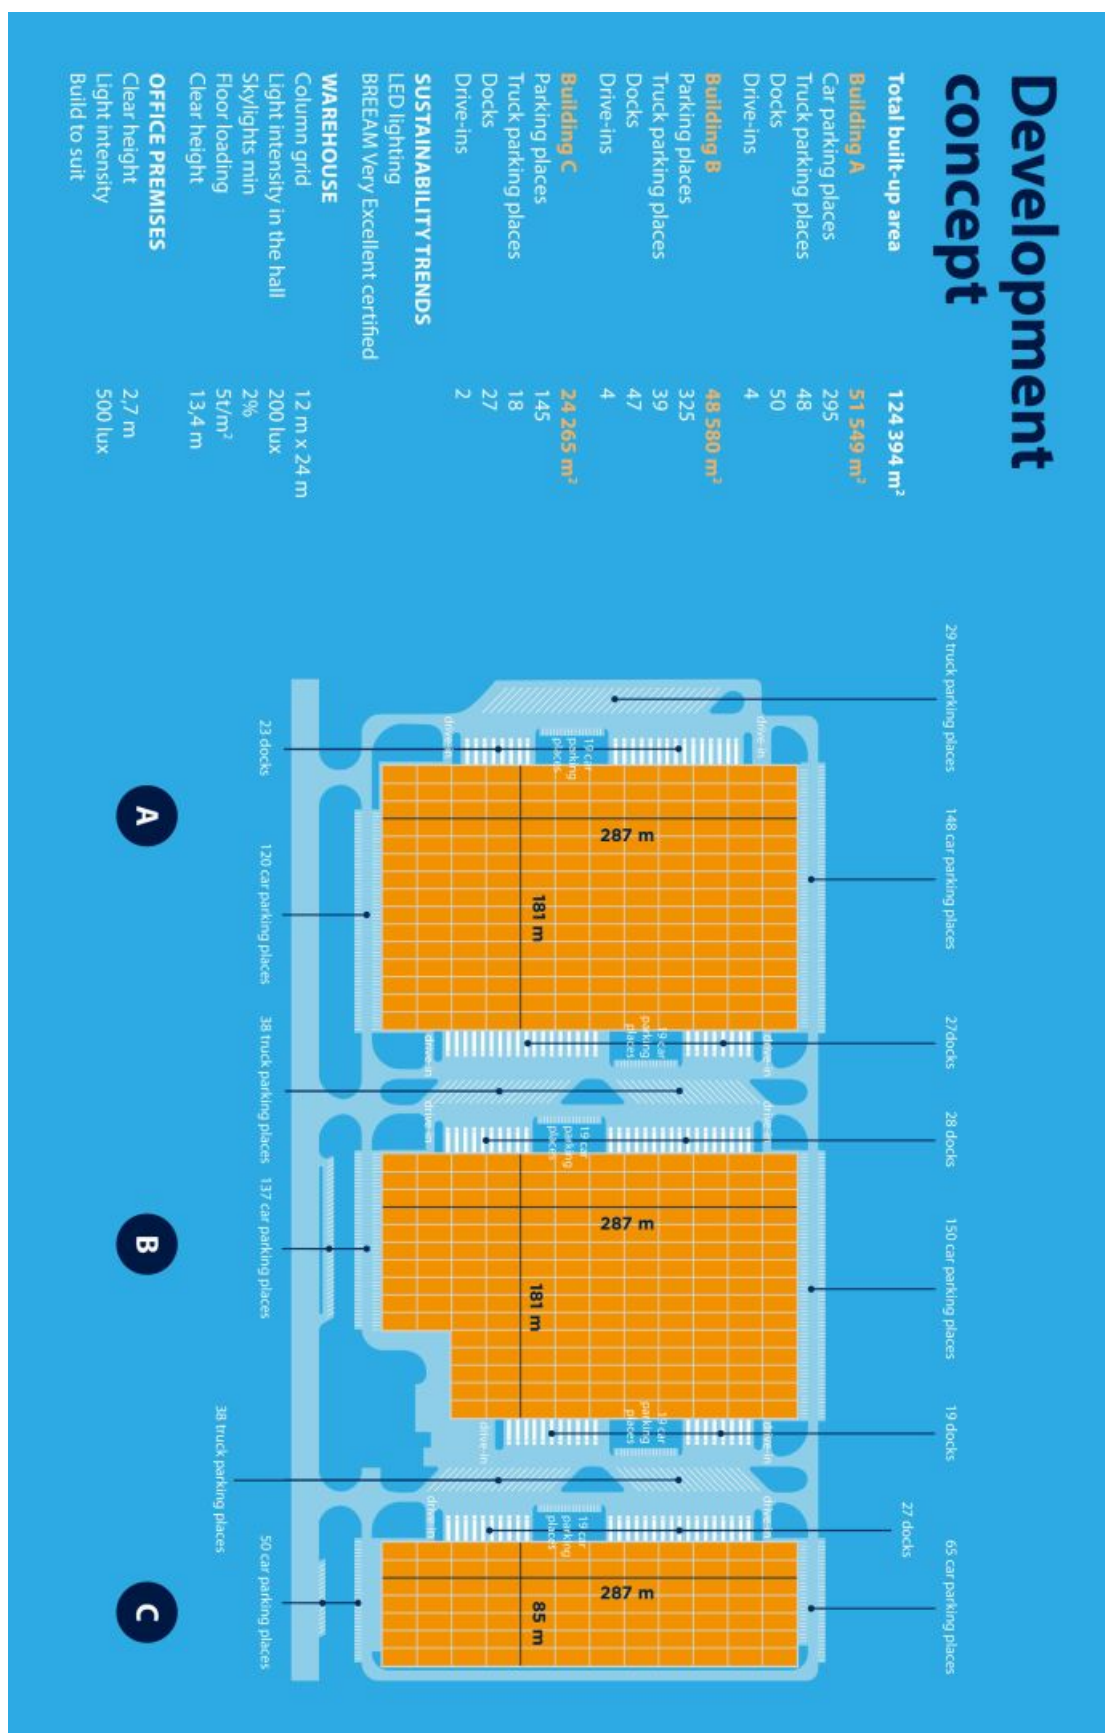 Development
concept
Total built-up area 124 394 m²
Building A 51 549 m²
Car parking places 295
Truck parking places 48
Docks 50
Drive-ins 4
Building B 48 580 m²
Parking places 325
Truck parking places 39
Docks 47
Drive-ins 4
Building C 24 265 m²
Parking places 145
Truck parking places 18
Docks 27
Drive-ins 2
SUSTAINABILITY TRENDS
LED lighting
BREEAM Very Excellent certified
WAREHOUSE
Column grid 12 m x 24 m
Light intensity in the hall 200 lux
Skylights min 2%
Floor loading 5t/m²
Clear height 13,4 m
OFFICE PREMISES
Clear height 2,7 m
Light intensity 500 lux
Build to suit
29 truck parking places
148 car parking places
27docks
28 docks
150 car parking places
19 docks
27 docks
65 car parking places
drive-in
drive-in
drive-in
drive-in
drive-in
19 car
parking
places
19 car
parking
places
19 car
parking
places
19 car
parking
places
19 car
parking
places
287 m
181 m
287 m
181 m
287 m
85 m
drive-in
drive-in
drive-in
drive-in
drive-in
23 docks
120 car parking places
38 truck parking places
137 car parking places
38 truck parking places
50 car parking places
A
B
C